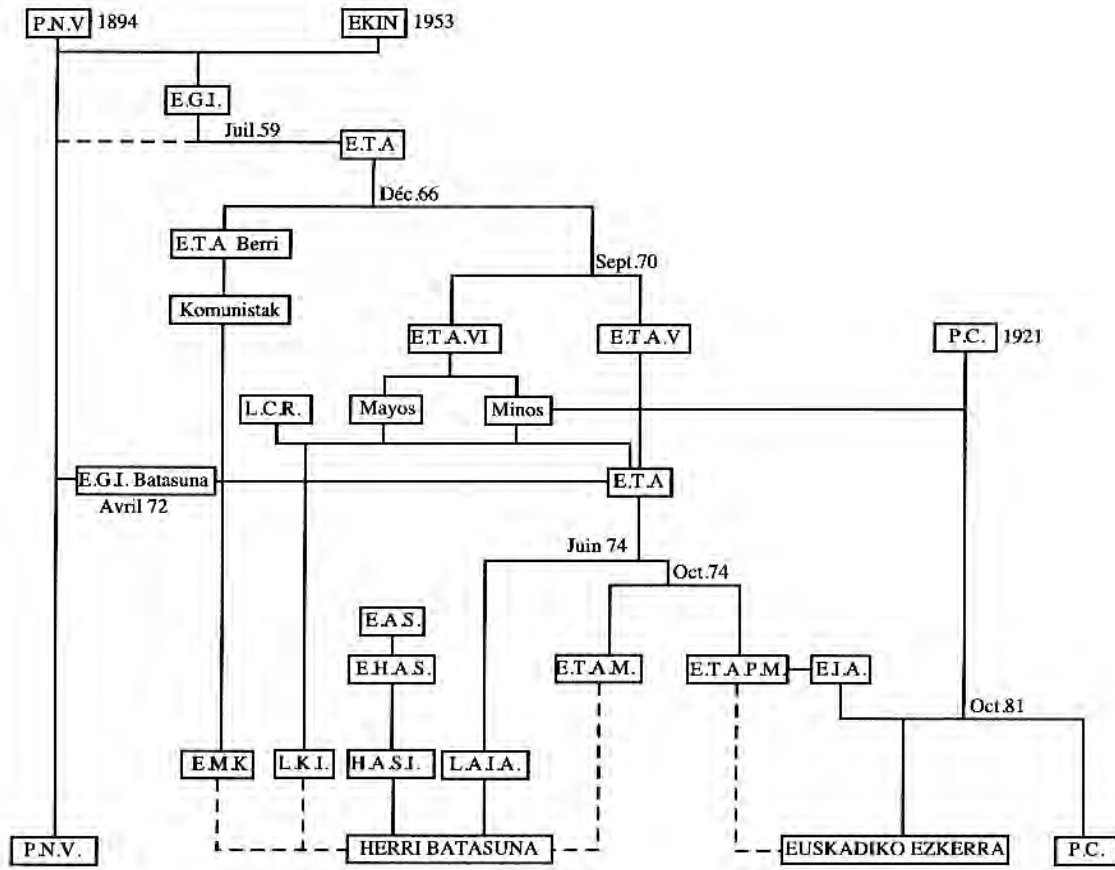 P.N.V 1894
EKIN 1953
E.G.I.
Juil.59
E.T.A
Déc.66
E.T.A Berri
Sept.70
Komunistak
E.T.A.VI
E.T.A.V
P.C. 1921
L.C.R.
Mayos
Minos
E.G.I. Batasuna
E.T.A
Avril 72
Juin 74
Oct.74
E.A.S.
E.H.A.S.
E.T.A.M.
E.T.A.P.M.
E.I.A.
Oct.81
E.M.K
L.K.I.
H.A.S.I.
L.A.I.A.
P.N.V.
HERRI BATASUNA
EUSKADIKO EZKERRA
P.C.